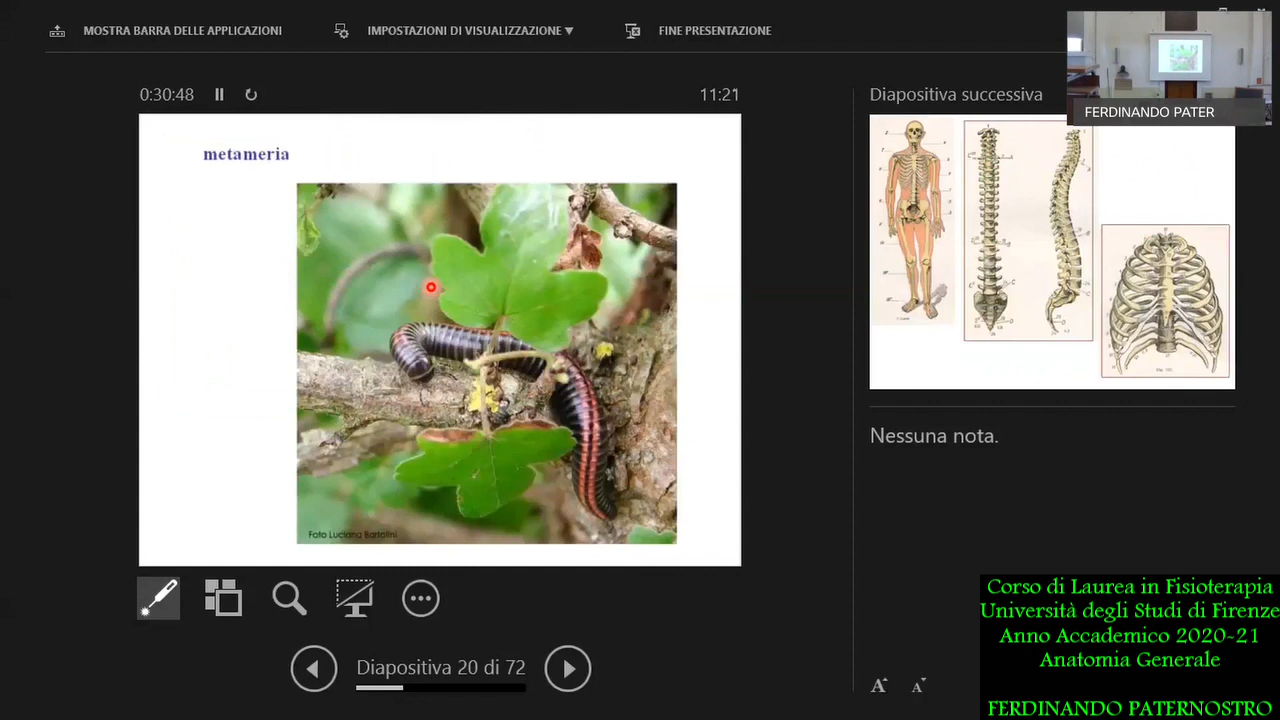 MOSTRA BARRA DELLE APPLICAZIONI
IMPOSTAZIONI DI VISUALIZZAZIONE ▼
FINE PRESENTAZIONE
0:30:48
11:21
Diapositiva successiva
FERDINANDO PATER
metameria
Foto Luciana Bartolini
Nessuna nota.
Diapositiva 20 di 72
A A
Corso di Laurea in Fisioterapia
Università degli Studi di Firenze
Anno Accademico 2020-21
Anatomia Generale
FERDINANDO PATERNOSTRO